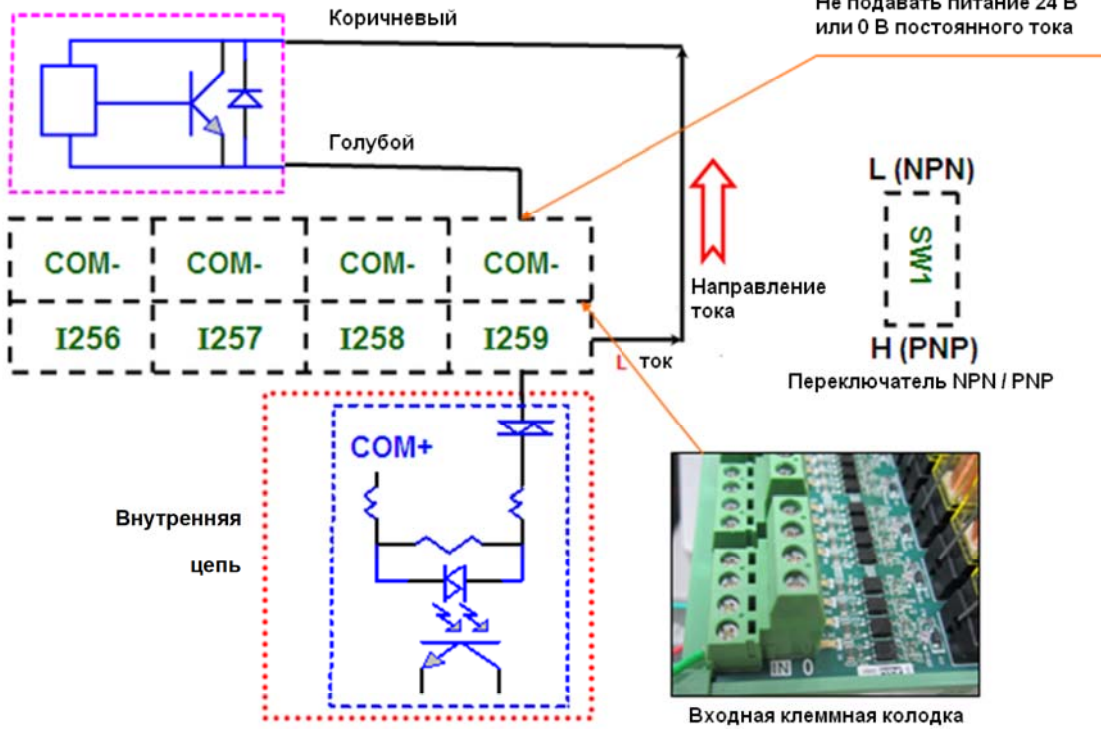 Коричневый
Не подавать питание 24 В
или 0 В постоянного тока
Голубой
L (NPN)
SW1
H (PNP)
Переключатель NPN / PNP
COM- COM- COM- COM-
I256 I257 I258 I259
Направление
тока
L ток
COM+
Внутренняя
цепь
IN 0
Входная клеммная колодка